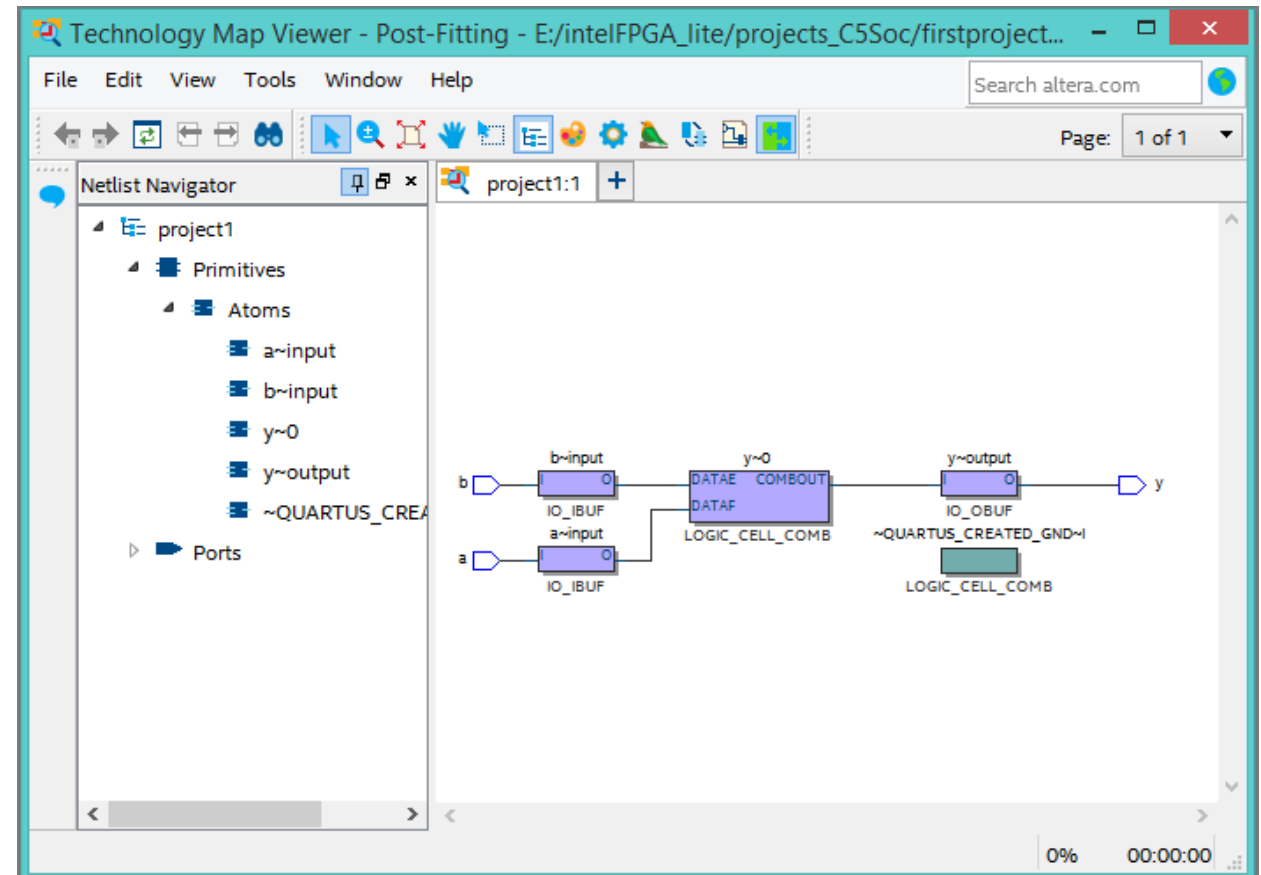 Technology Map Viewer - Post-Fitting - E:/intelFPGA_lite/projects_C5Soc/firstproject...
File Edit View Tools Window Help
Search altera.com
Page: 1 of 1
Netlist Navigator
project1:1
project1
Primitives
Atoms
a~input
b~input
y~0
y~output
~QUARTUS_CREA
Ports
b~input
y~0
y~output
b
I
O
DATAE COMBOUT
I
O
y
DATAF
IO_IBUF
LOGIC_CELL_COMB
IO_OBUF
a~input
~QUARTUS_CREATED_GND~I
a
I
O
IO_IBUF
LOGIC_CELL_COMB
0% 00:00:00